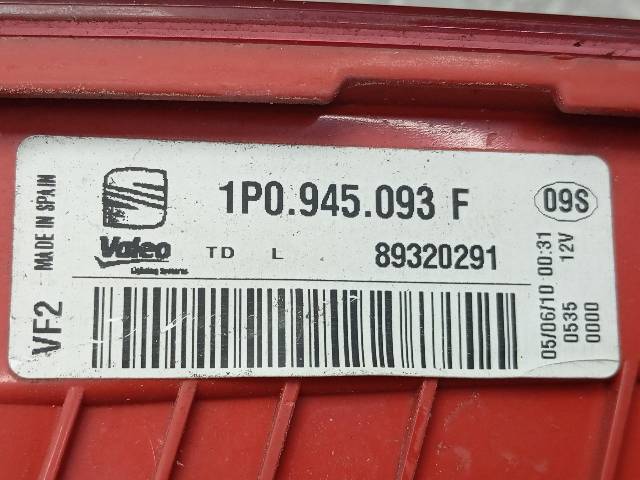 1P0.945.093 F
09S
MADE IN SPAIN
VF2
Valeo
Lighting Systems
TD L
89320291
05/06/10 00:31
0535 12V
0000